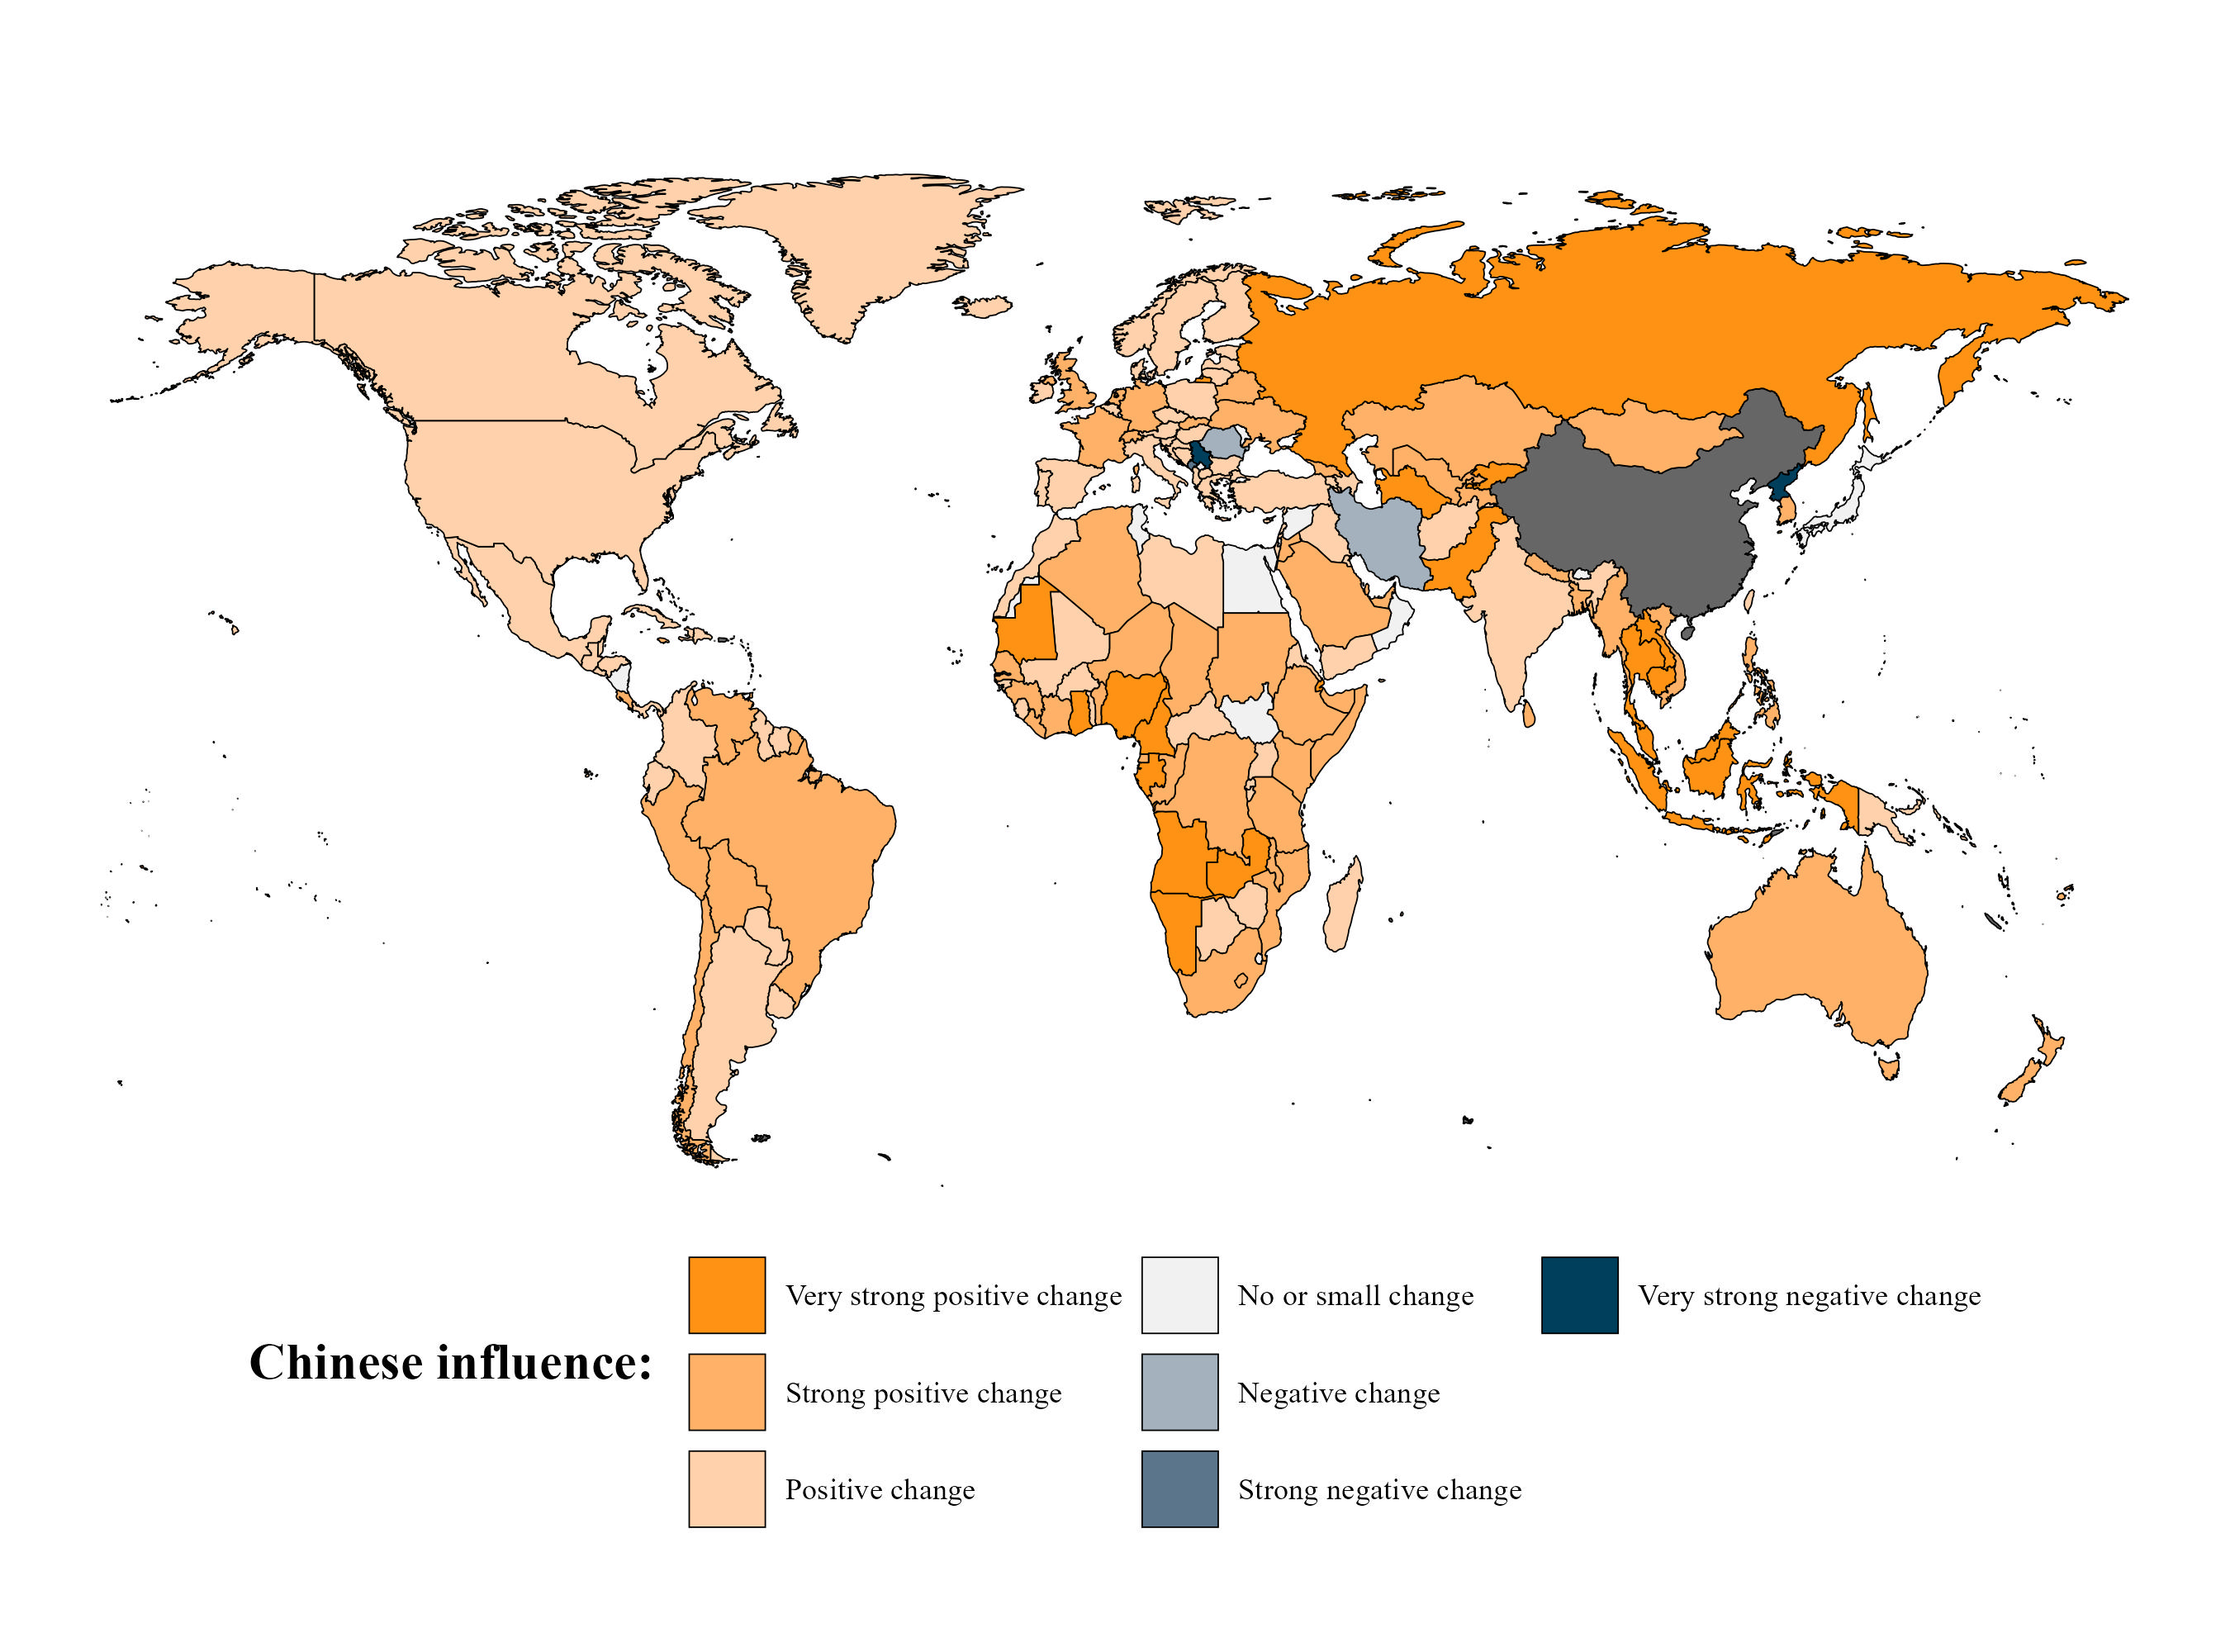 Chinese influence:
Very strong positive change
Strong positive change
Positive change
No or small change
Negative change
Strong negative change
Very strong negative change